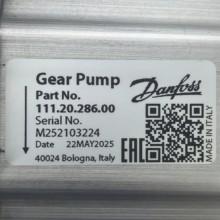 Gear Pump
Danfoss
Part No.
111.20.286.00
Serial No.
M252103224
Date 22MAY2025
40024 Bologna, Italy
MADE IN ITALY